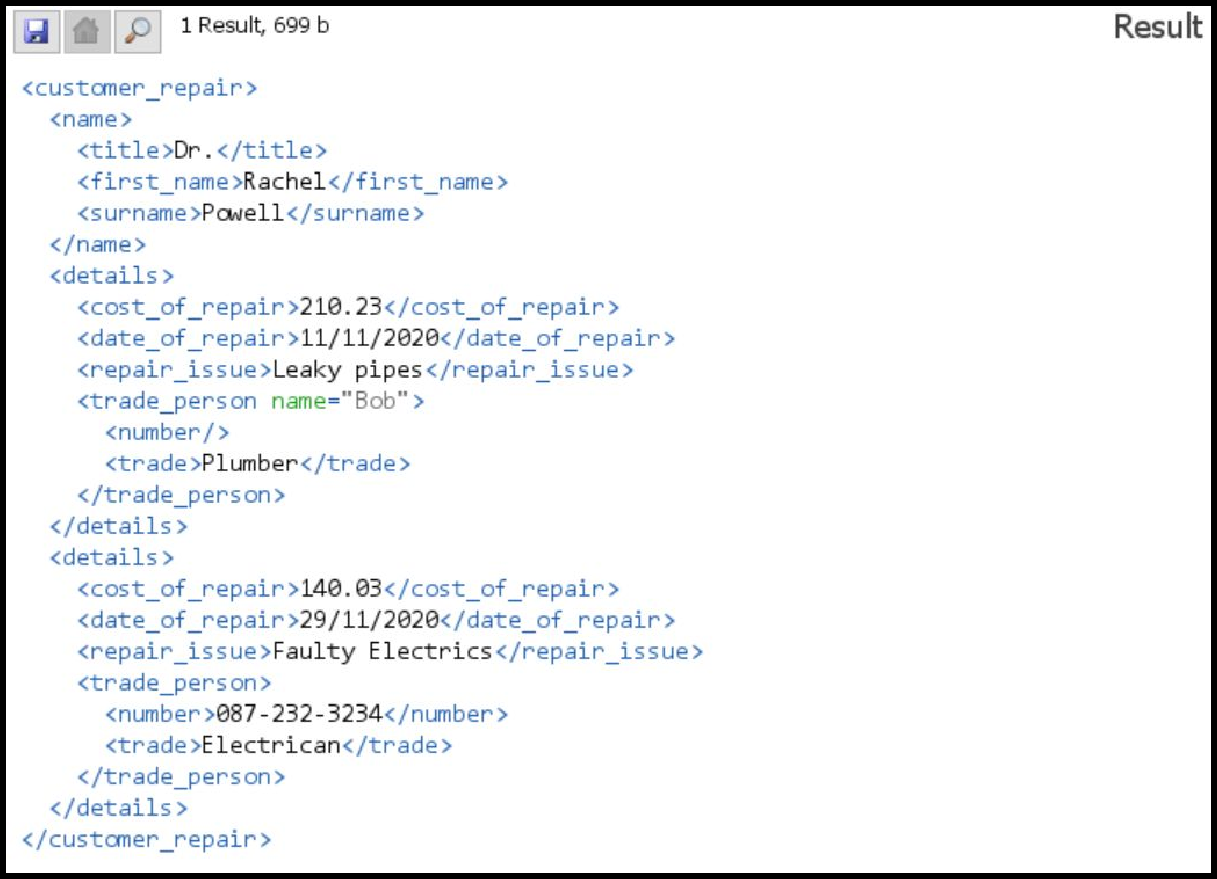 1 Result, 699 b
Result
<customer_repair>
<name>
<title>Dr.</title>
<first_name>Rachel</first_name>
<surname>Powell</surname>
</name>
<details>
<cost_of_repair>210.23</cost_of_repair>
<date_of_repair>11/11/2020</date_of_repair>
<repair_issue>Leaky pipes</repair_issue>
<trade_person name="Bob">
<number/>
<trade>Plumber</trade>
</trade_person>
</details>
<details>
<cost_of_repair>140.03</cost_of_repair>
<date_of_repair>29/11/2020</date_of_repair>
<repair_issue>Faulty Electrics</repair_issue>
<trade_person>
<number>087-232-3234</number>
<trade>Electrican</trade>
</trade_person>
</details>
</customer_repair>